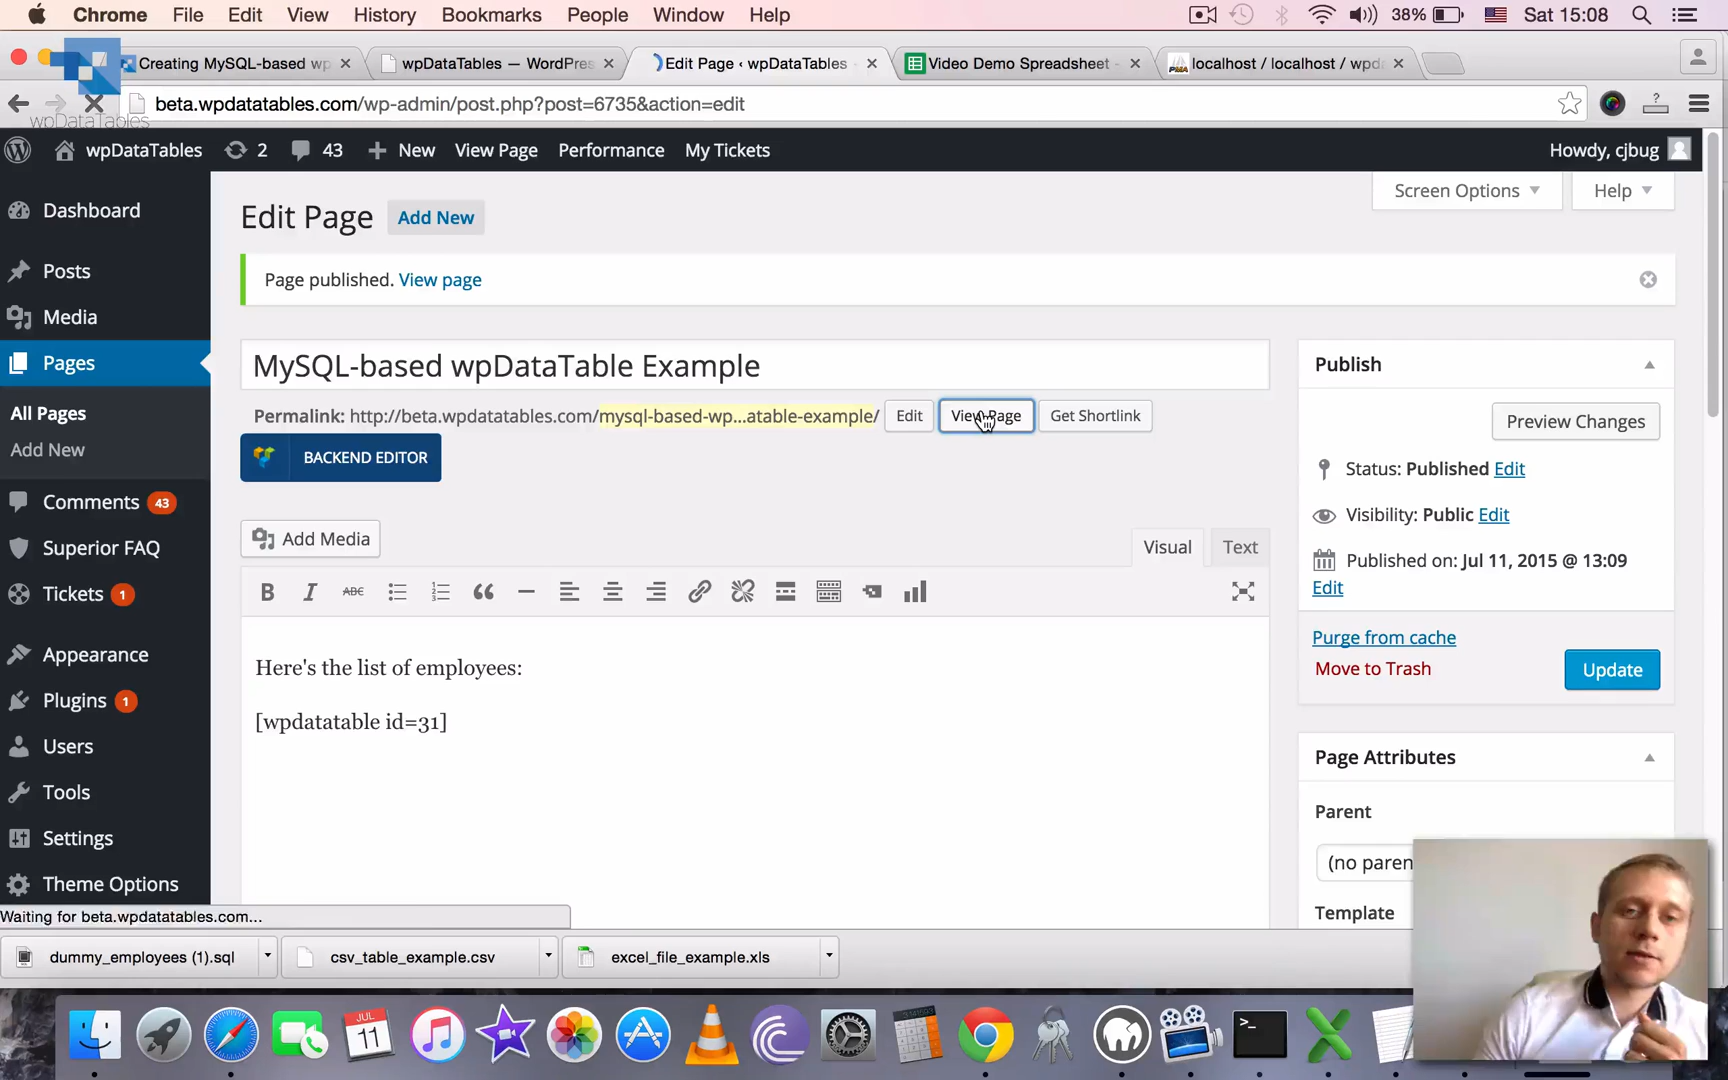 Chrome File Edit View History Bookmarks People Window Help 38% Sat 15:08
Creating MySQL-based wp
wpDataTables — WordPres
Edit Page ‹ wpDataTables
Video Demo Spreadsheet -
localhost / localhost / wpd
beta.wpdatatables.com/wp-admin/post.php?post=6735&action=edit
wpDataTables
wpDataTables 2 43 New View Page Performance My Tickets Howdy, cjbug
Screen Options Help
Edit Page Add New
Page published. View page
MySQL-based wpDataTable Example
Permalink: http://beta.wpdatatables.com/mysql-based-wp...atable-example/ Edit View Page Get Shortlink
BACKEND EDITOR
Add Media
Visual Text
B I ABC
Here's the list of employees:
[wpdatatable id=31]
Dashboard
Posts
Media
Pages
All Pages
Add New
Comments 43
Superior FAQ
Tickets 1
Appearance
Plugins 1
Users
Tools
Settings
Theme Options
Publish
Preview Changes
Status: Published Edit
Visibility: Public Edit
Published on: Jul 11, 2015 @ 13:09
Edit
Purge from cache
Move to Trash
Update
Page Attributes
Parent
(no paren
Template
Waiting for beta.wpdatatables.com...
dummy_employees (1).sql
csv_table_example.csv
excel_file_example.xls
JUL
11